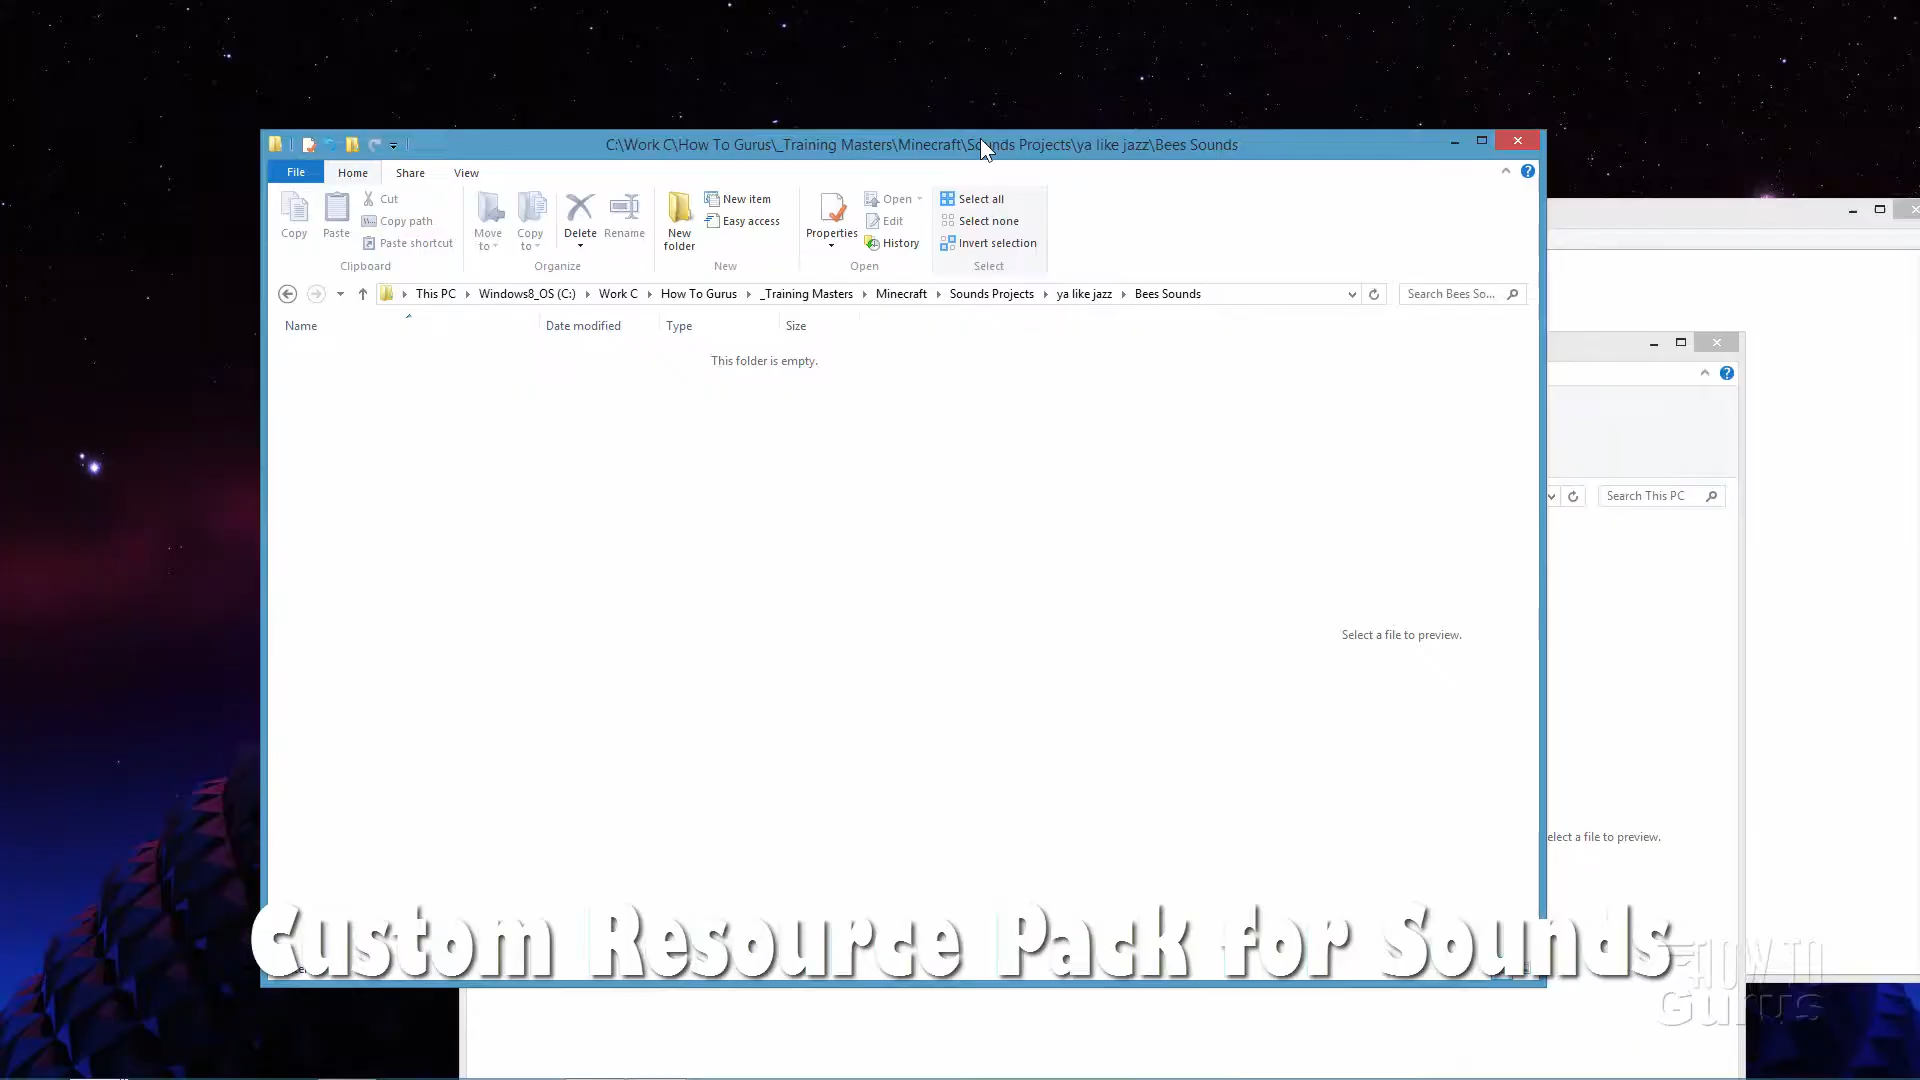 C:\Work C\How To Gurus\_Training Masters\Minecraft\Sounds Projects\ya like jazz\Bees Sounds
File Home Share View
Copy
Paste
Cut
Copy path
Paste shortcut
Clipboard
Move to
Copy to
Delete
Rename
Organize
New folder
New item
Easy access
New
Properties
Open
Edit
History
Open
Select all
Select none
Invert selection
Select
This PC Windows8_OS (C:) Work C How To Gurus _Training Masters Minecraft Sounds Projects ya like jazz Bees Sounds
Search Bees So...
Name Date modified Type Size
This folder is empty.
Select a file to preview.
Search This PC
elect a file to preview.
Custom Resource Pack for Sounds
HOW TO
Gurus